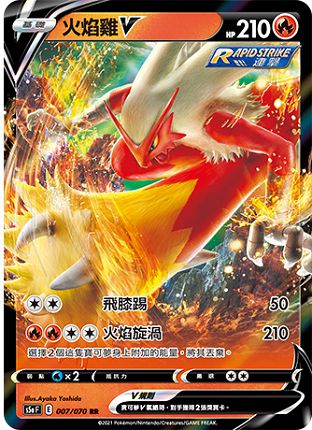 基礎 火焰雞V HP 210
RAPID STRIKE
連擊
飛膝踢 50
火焰旋渦 210
選擇2個這隻寶可夢身上附加的能量，將其丟棄。
弱點 ×2 抵抗力 撤退
V規則
寶可夢V氣絕時，對手獲得2張獎賞卡。
Illus.Ayaka Yoshida
s5a F C 007/070 RR
©2021 Pokémon/Nintendo/Creatures/GAME FREAK.